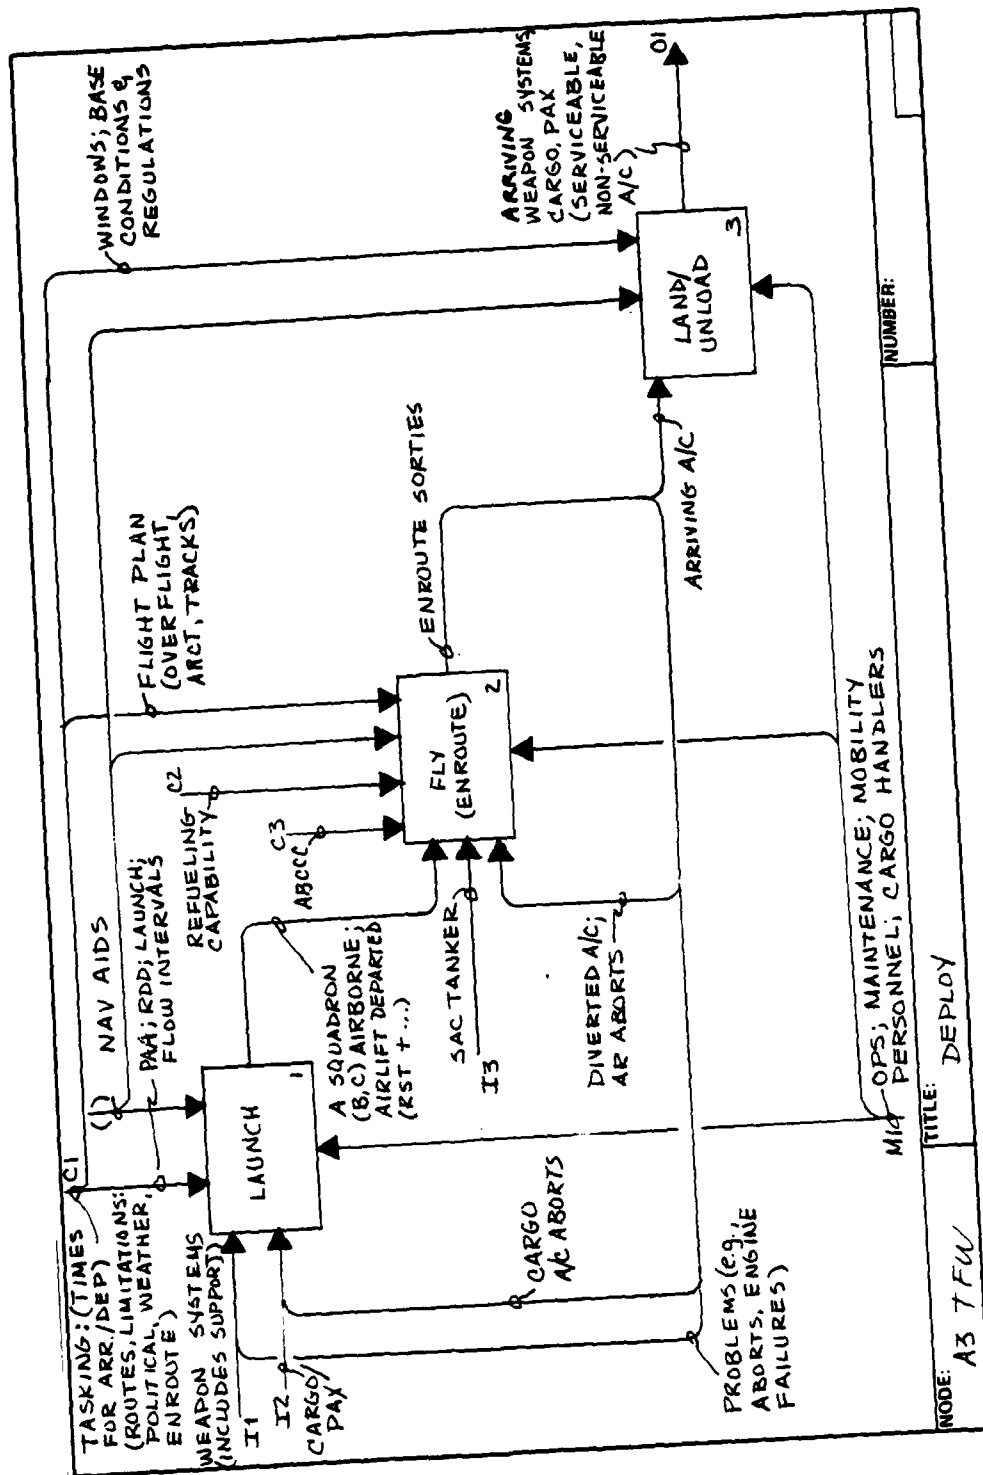 TASKING: (TIMES
FOR ARR./DEP)
(ROUTES, LIMITATIONS:
POLITICAL, WEATHER,
ENROUTE)
C1
( ) NAV AIDS
PAA; RDD; LAUNCH;
FLOW INTERVALS
WEAPON SYSTEMS
(INCLUDES SUPPORT)
I1
I2
CARGO/
PAX
LAUNCH
1
A SQUADRON
(B,C) AIRBORNE;
AIRLIFT DEPARTED
(RST + ...)
CARGO
A/C ABORTS
PROBLEMS (e.g.,
ABORTS, ENGINE
FAILURES)
REFUELING
CAPABILITY
C2
C3
ABCCC
FLIGHT PLAN
(OVERFLIGHT,
ARCT, TRACKS)
SAC TANKER
I3
DIVERTED A/C;
AR ABORTS
FLY
(ENROUTE)
2
ENROUTE SORTIES
ARRIVING A/C
WINDOWS; BASE
CONDITIONS &
REGULATIONS
LAND/
UNLOAD
3
ARRIVING
WEAPON SYSTEMS,
CARGO, PAX
(SERVICEABLE,
NON-SERVICEABLE
A/C)
O1
OPS; MAINTENANCE; MOBILITY
PERSONNEL; CARGO HANDLERS
NODE: A3 TFW
TITLE: DEPLOY
NUMBER: